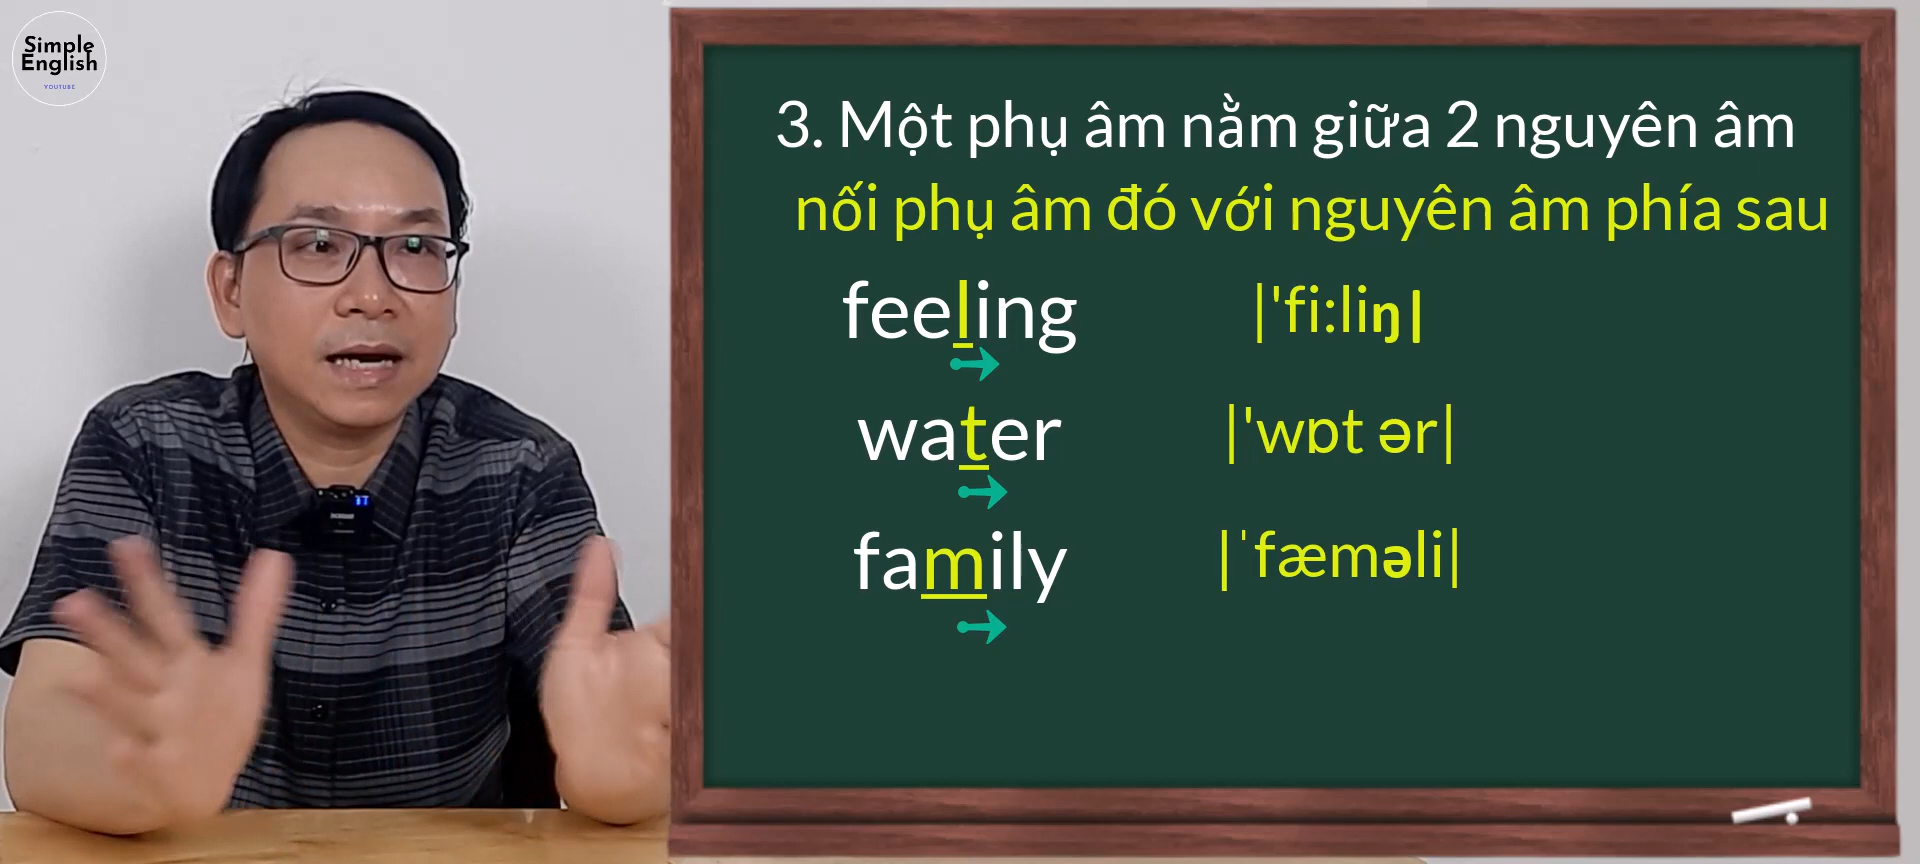 Simple
English
YOUTUBE
3. Một phụ âm nằm giữa 2 nguyên âm
nối phụ âm đó với nguyên âm phía sau
feeling |'fi:liŋ|
water |'wɒt ər|
family |ˈfæməli|